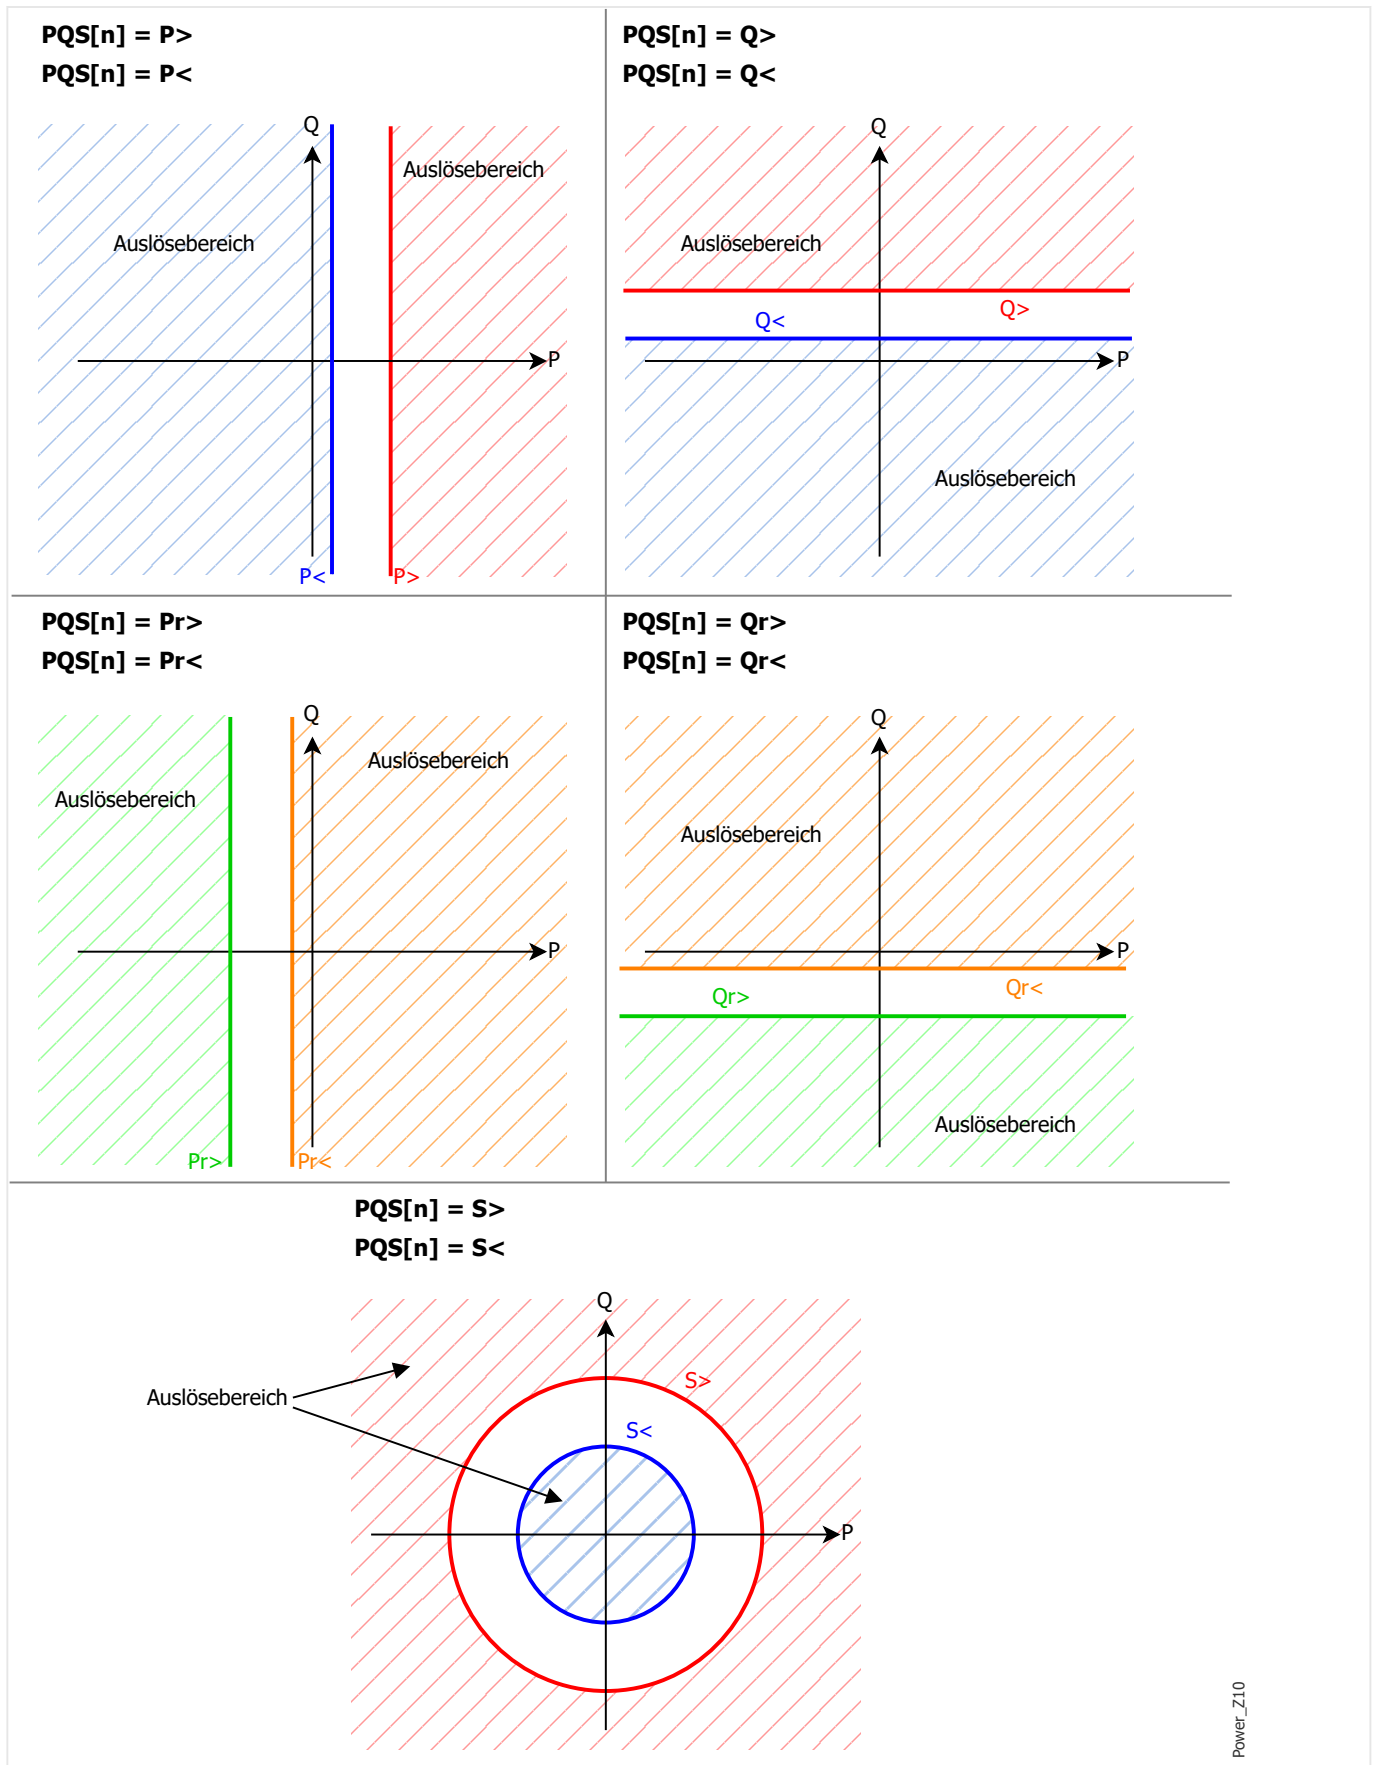 PQS[n] = P>
PQS[n] = P<
Q
Auslösebereich
Auslösebereich
P
P<
P>
PQS[n] = Q>
PQS[n] = Q<
Q
Auslösebereich
Q>
Q<
P
Auslösebereich
PQS[n] = Pr>
PQS[n] = Pr<
Q
Auslösebereich
Auslösebereich
P
Pr>
Pr<
PQS[n] = Qr>
PQS[n] = Qr<
Q
Auslösebereich
P
Qr<
Qr>
Auslösebereich
PQS[n] = S>
PQS[n] = S<
Q
S>
Auslösebereich
S<
P
Power_Z10